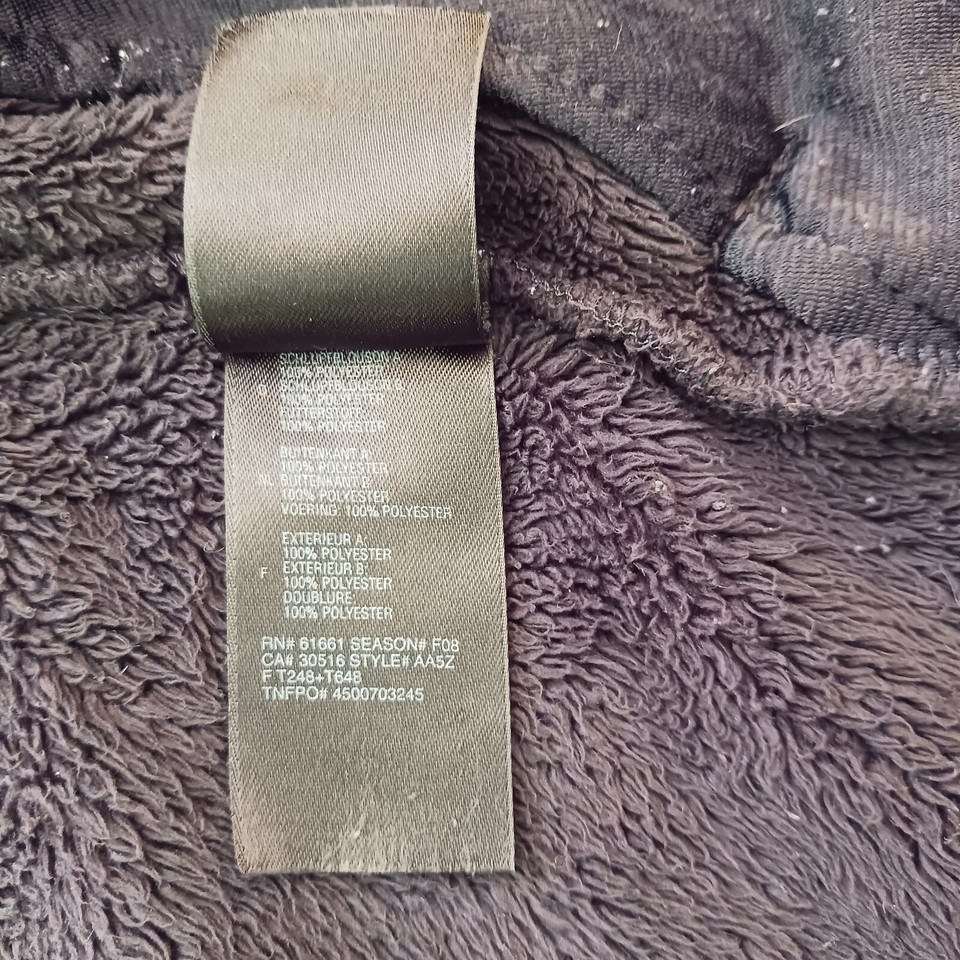 SCHLUPFBLOUSON A:
100% POLYESTER
SCHLUPFBLOUSON B:
100% POLYESTER
FUTTERSTOFF:
100% POLYESTER
BUITENKANT A:
100% POLYESTER
NL BUITENKANT B:
100% POLYESTER
VOERING: 100% POLYESTER
EXTERIEUR A:
100% POLYESTER
F EXTERIEUR B:
100% POLYESTER
DOUBLURE:
100% POLYESTER
RN# 61661 SEASON# F08
CA# 30516 STYLE# AA5Z
F T248+T648
TNFPO# 4500703245